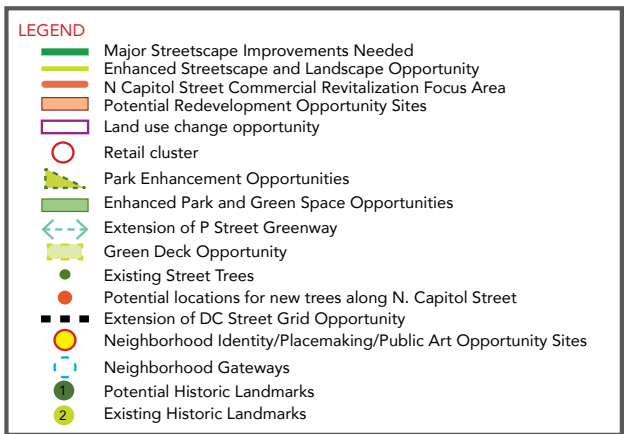 LEGEND
Major Streetscape Improvements Needed
Enhanced Streetscape and Landscape Opportunity
N Capitol Street Commercial Revitalization Focus Area
Potential Redevelopment Opportunity Sites
Land use change opportunity
Retail cluster
Park Enhancement Opportunities
Enhanced Park and Green Space Opportunities
Extension of P Street Greenway
Green Deck Opportunity
Existing Street Trees
Potential locations for new trees along N. Capitol Street
Extension of DC Street Grid Opportunity
Neighborhood Identity/Placemaking/Public Art Opportunity Sites
Neighborhood Gateways
1 Potential Historic Landmarks
2 Existing Historic Landmarks